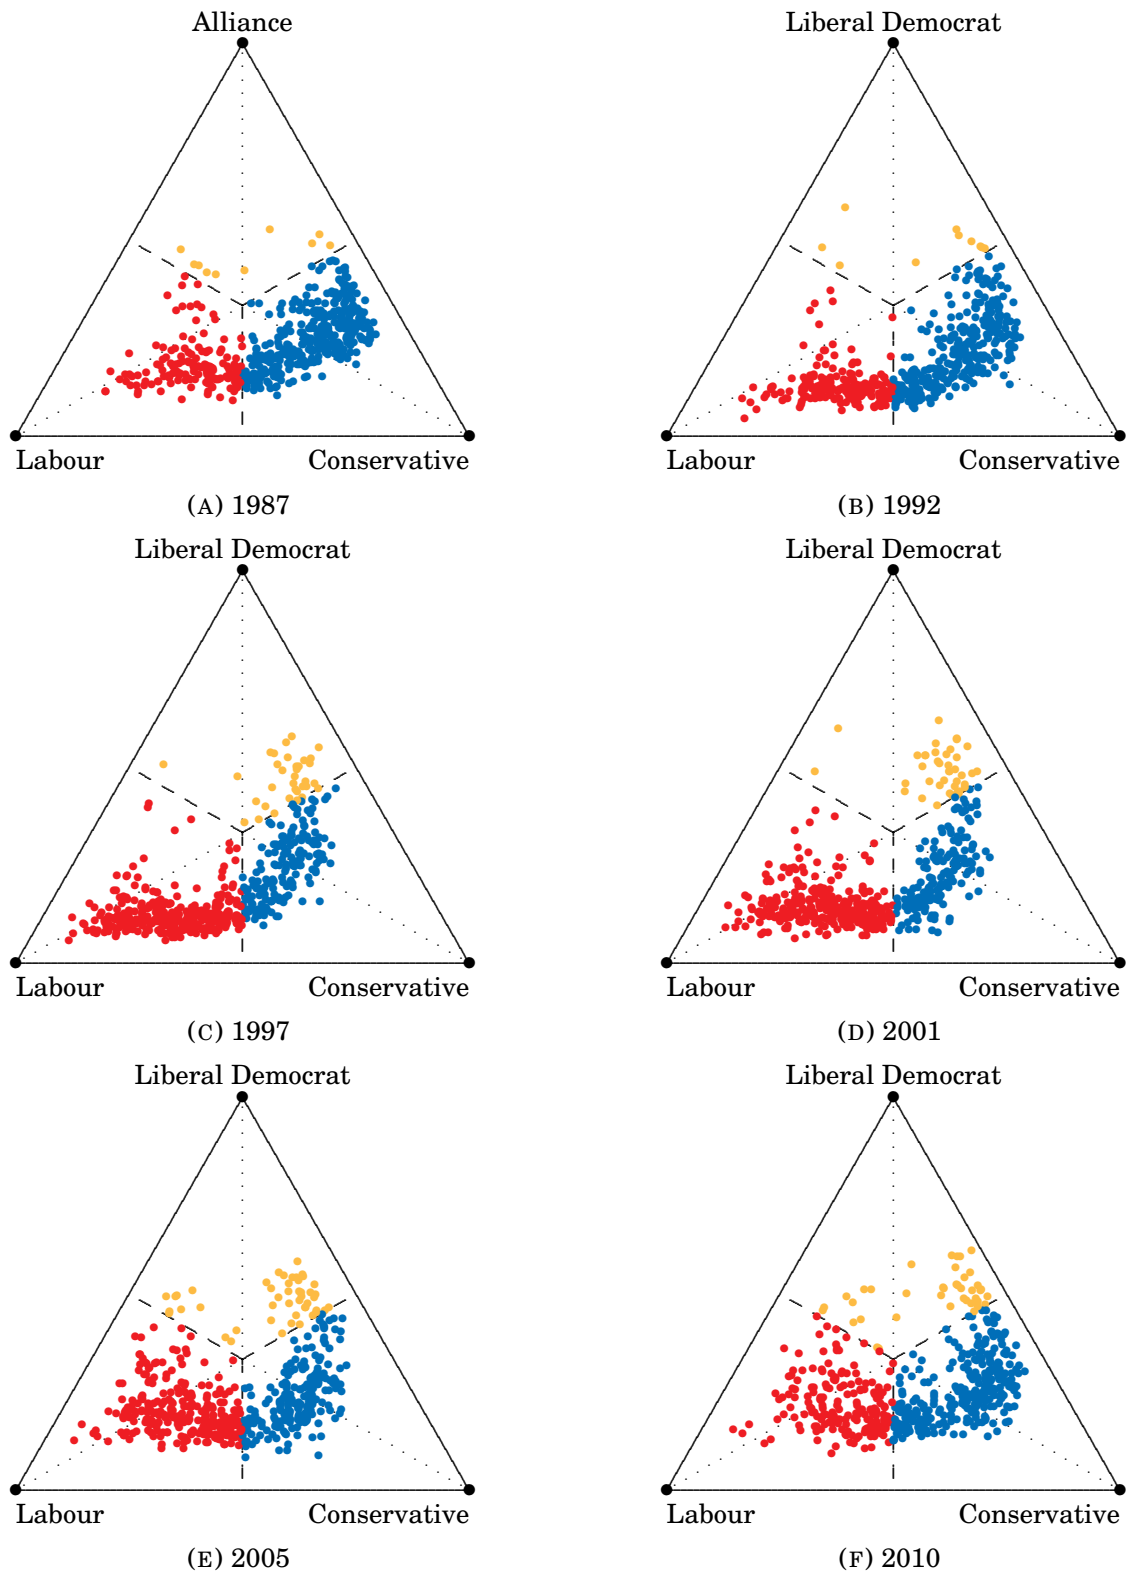 Alliance
Liberal Democrat
Labour Conservative
Labour Conservative
(A) 1987
(B) 1992
Liberal Democrat
Liberal Democrat
Labour Conservative
Labour Conservative
(C) 1997
(D) 2001
Liberal Democrat
Liberal Democrat
Labour Conservative
Labour Conservative
(E) 2005
(F) 2010